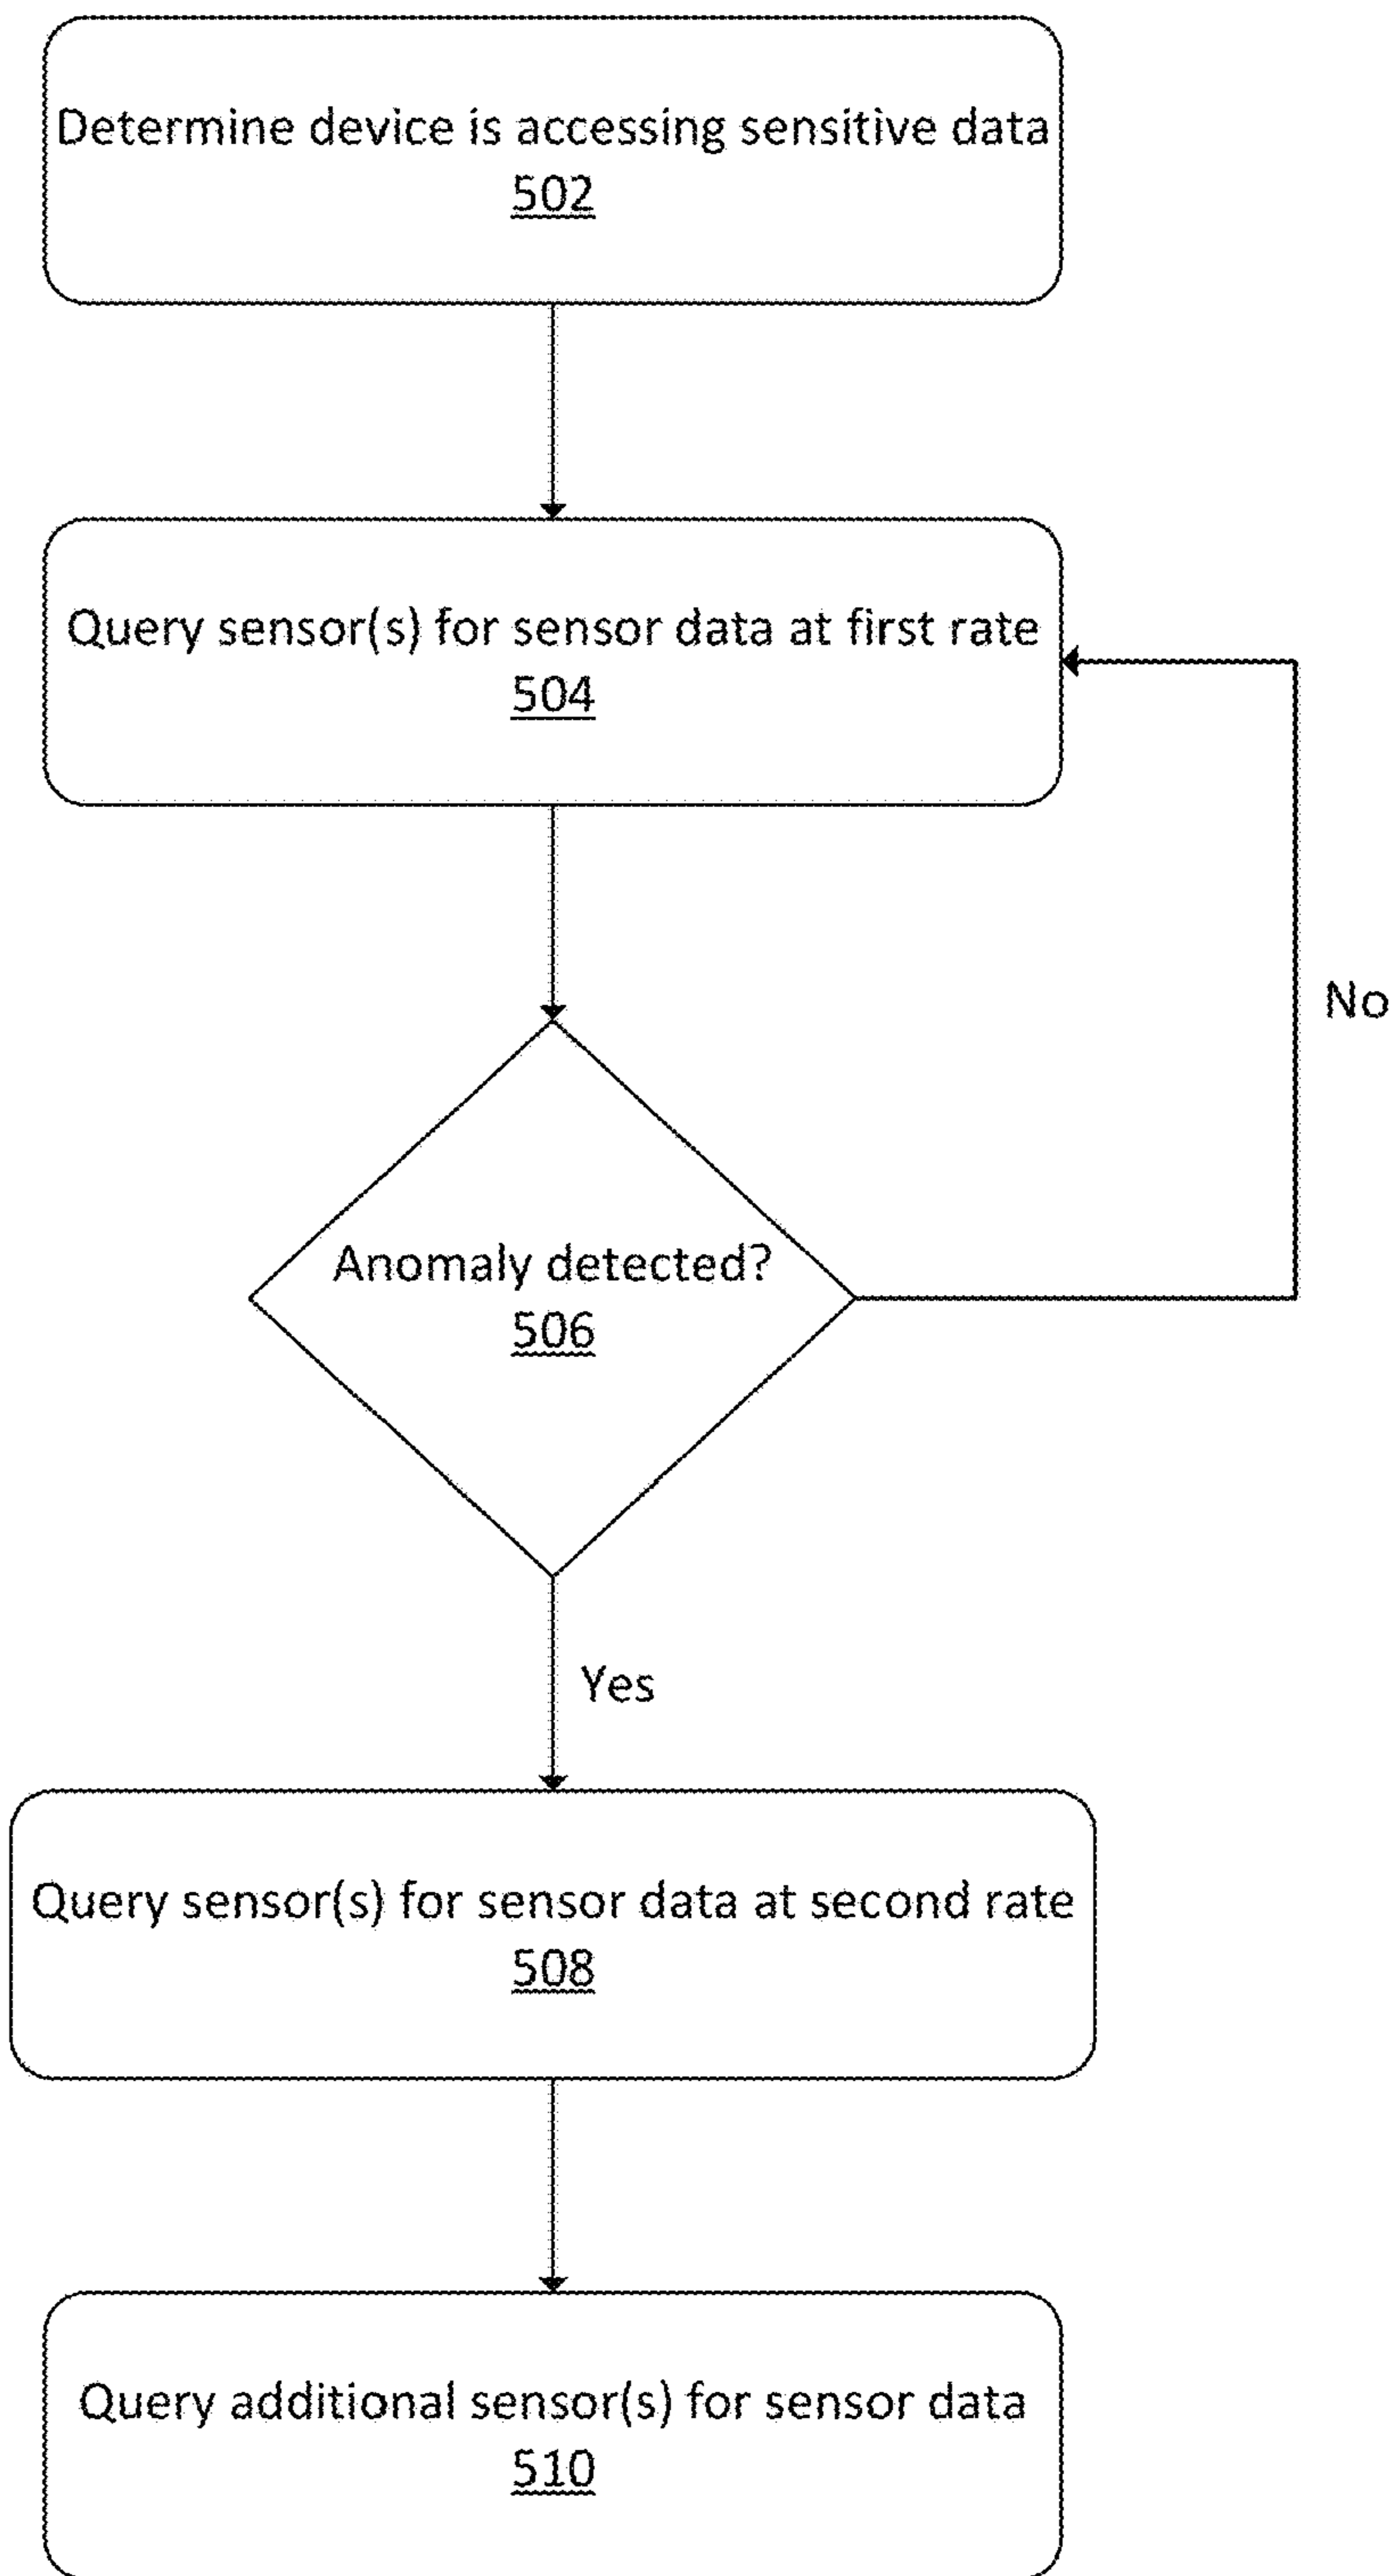 Determine device is accessing sensitive data
502
Query sensor(s) for sensor data at first rate
504
No
Anomaly detected?
506
Yes
Query sensor(s) for sensor data at second rate
508
Query additional sensor(s) for sensor data
510